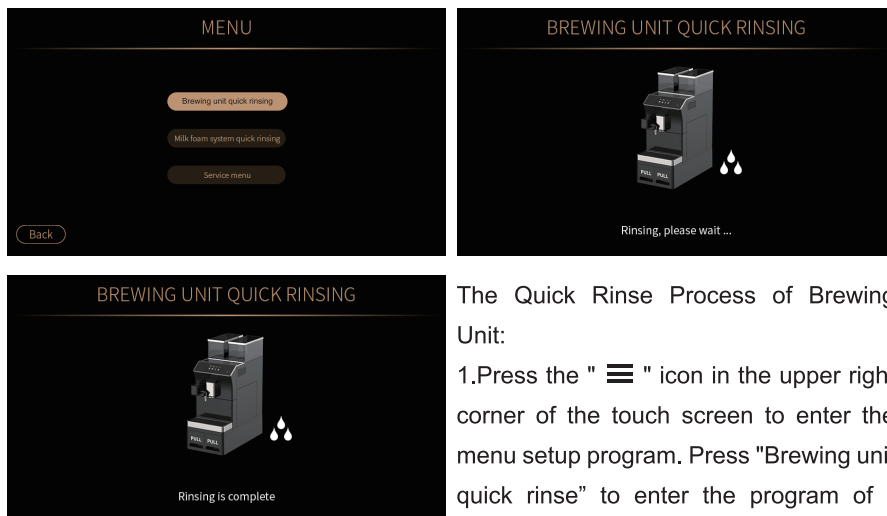 MENU
Brewing unit quick rinsing
Milk foam system quick rinsing
Service menu
Back
BREWING UNIT QUICK RINSING
PULL PULL
Rinsing, please wait ...
BREWING UNIT QUICK RINSING
PULL PULL
Rinsing is complete
The Quick Rinse Process of Brewing
Unit:
1.Press the " ☰ " icon in the upper righ
corner of the touch screen to enter the
menu setup program. Press "Brewing uni
quick rinse” to enter the program of